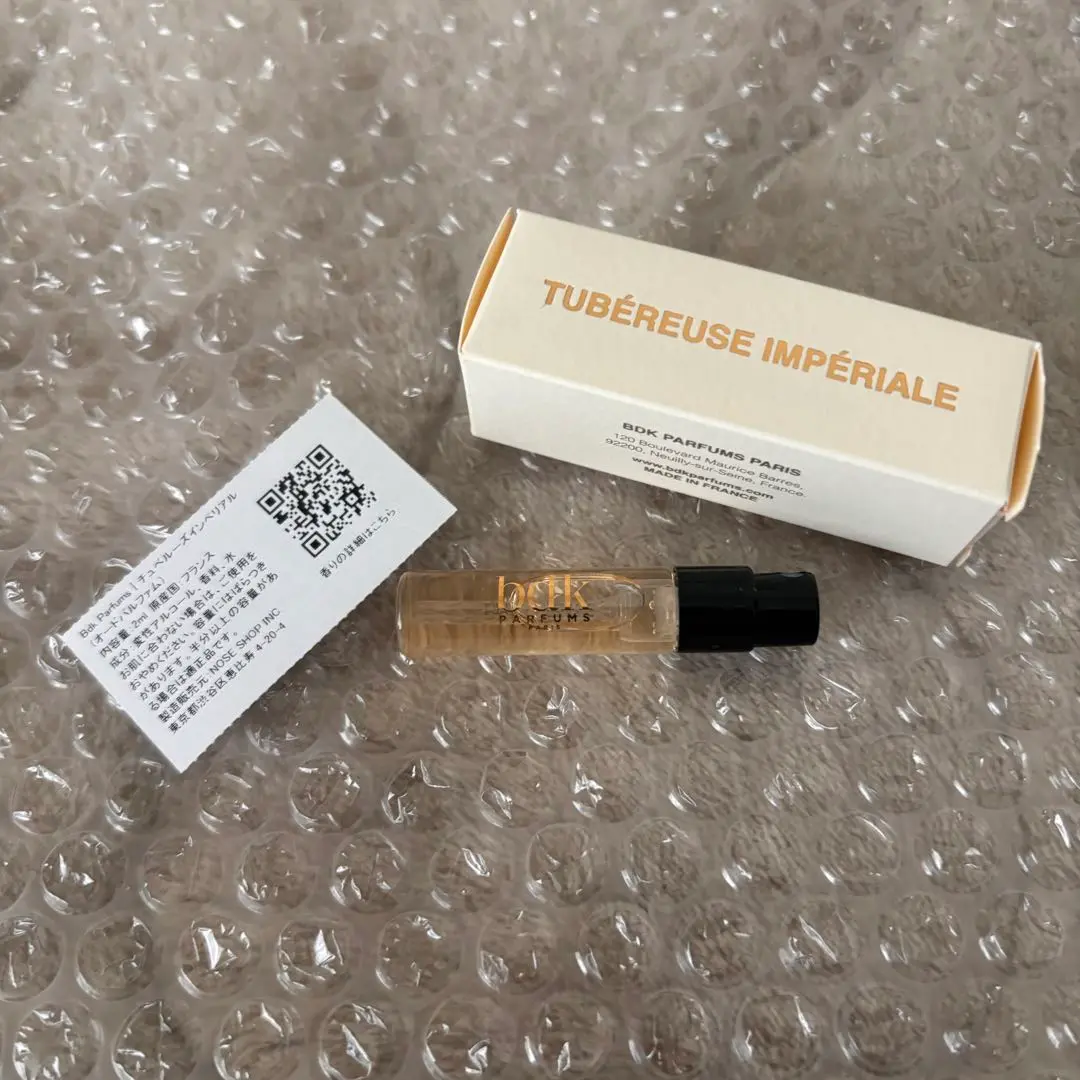 TUBÉREUSE IMPÉRIALE
BDK PARFUMS PARIS
120 Boulevard Maurice Barres,
92200, Neuilly-sur-Seine, France.
www.bdkparfums.com
MADE IN FRANCE
Bdk Parfums | チュベルーズインペリアル
(オードパルファム)
内容量: 2ml 原産国 フランス
成分: 変性アルコール、香料、水
お肌に合わない場合は、ご使用を
おやめください。容量にはばらつき
があります。半分以上の容量があ
る場合は適正品です。
製造販売元: NOSE SHOP INC
東京都渋谷区恵比寿 4-20-4
香りの詳細はこちら
bdk
PARFUMS
PARIS